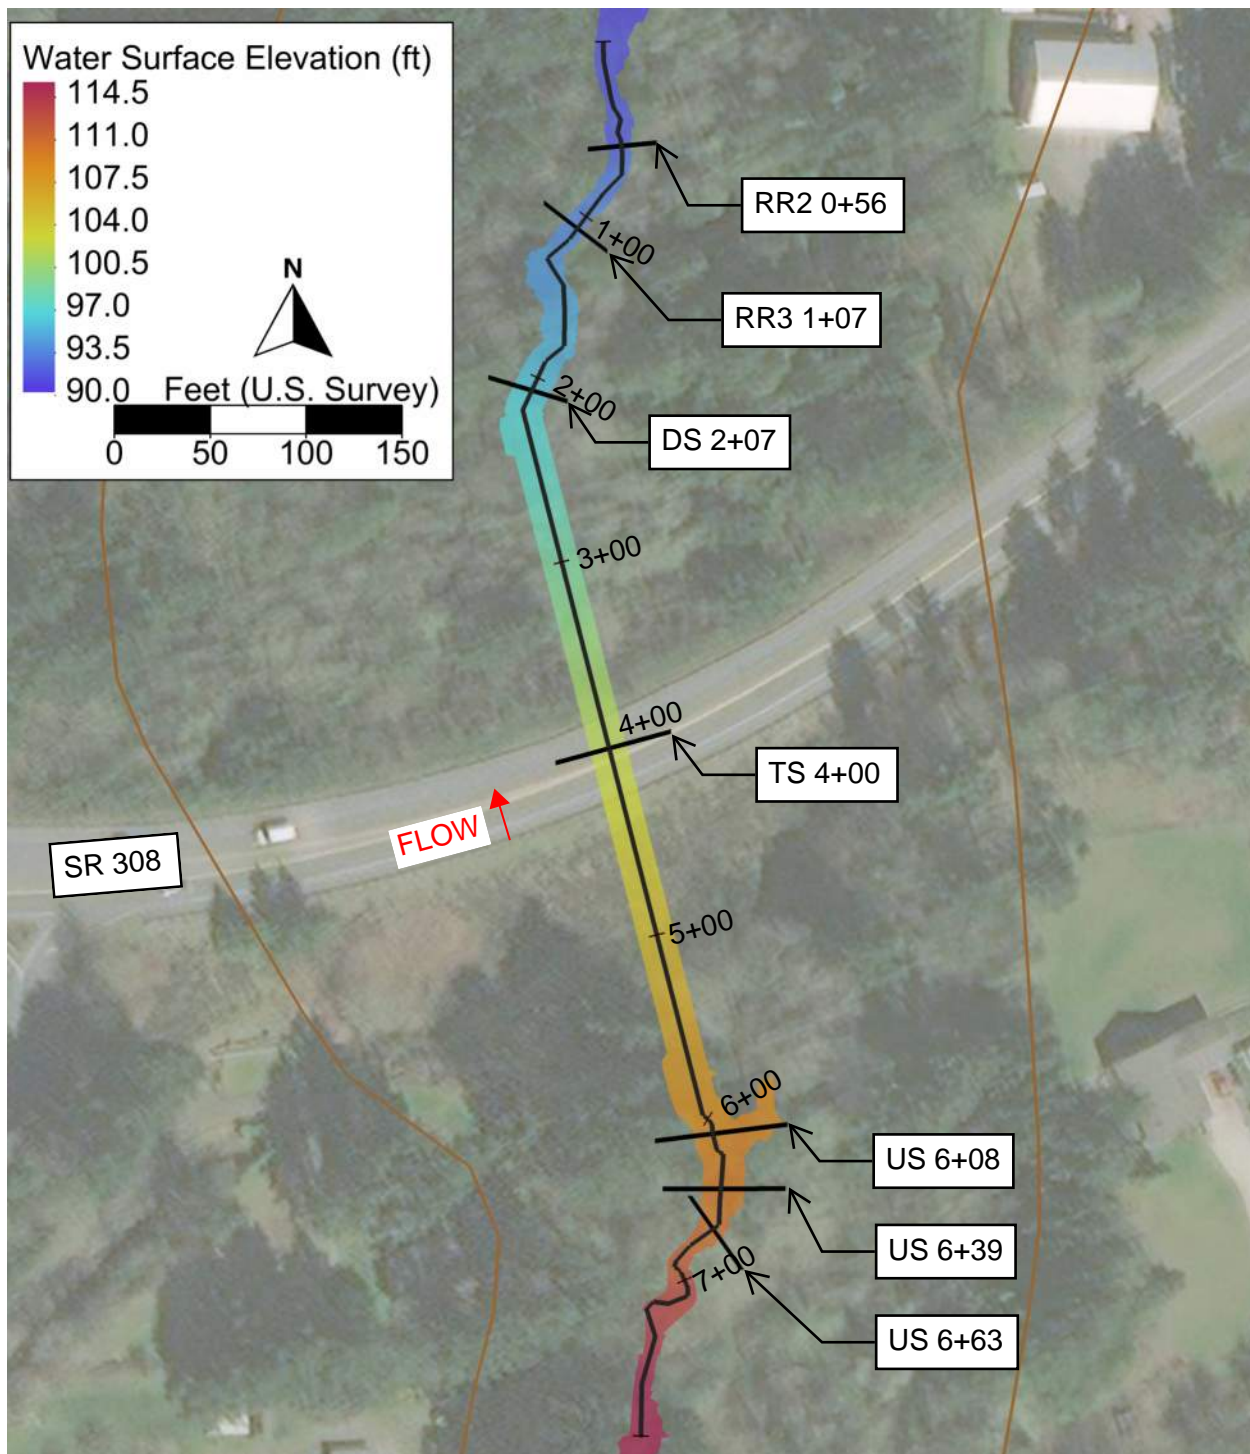 Water Surface Elevation (ft)
114.5
111.0
107.5
104.0
100.5
97.0
93.5
90.0
N
Feet (U.S. Survey)
0 50 100 150
RR2 0+56
1+00
RR3 1+07
2+00
DS 2+07
3+00
4+00
TS 4+00
FLOW
SR 308
5+00
6+00
US 6+08
US 6+39
7+00
US 6+63